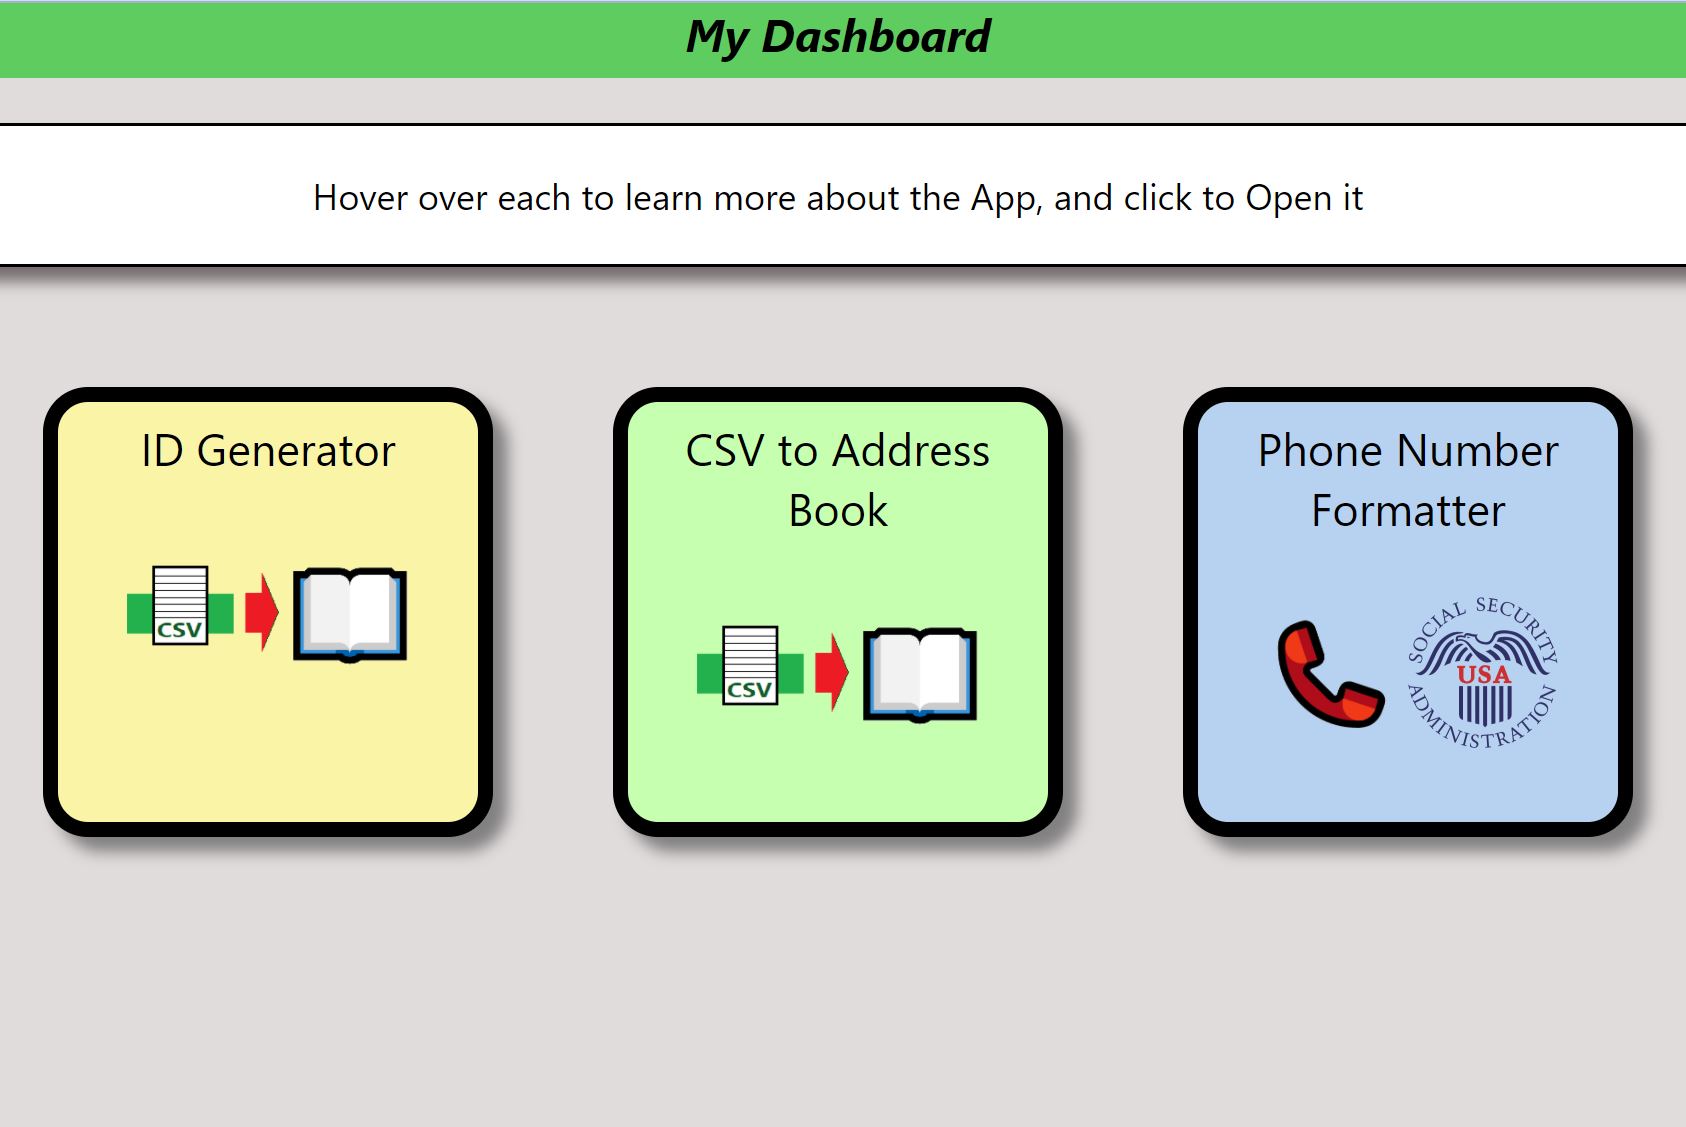 My Dashboard
Hover over each to learn more about the App, and click to Open it
ID Generator
CSV
CSV to Address
Book
CSV
Phone Number
Formatter
SOCIAL SECURITY
USA
ADMINISTRATION